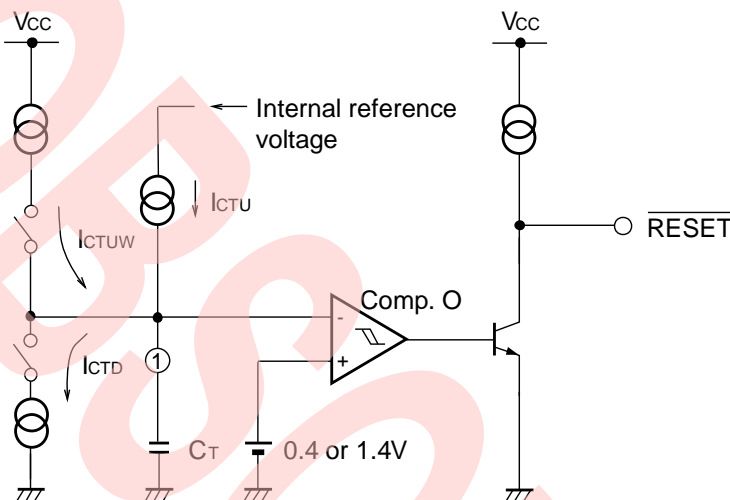 VCC
VCC
Internal reference
voltage
ICTU
RESET
ICTUW
Comp. O
-
ICTD
1
+
CT
0.4 or 1.4V